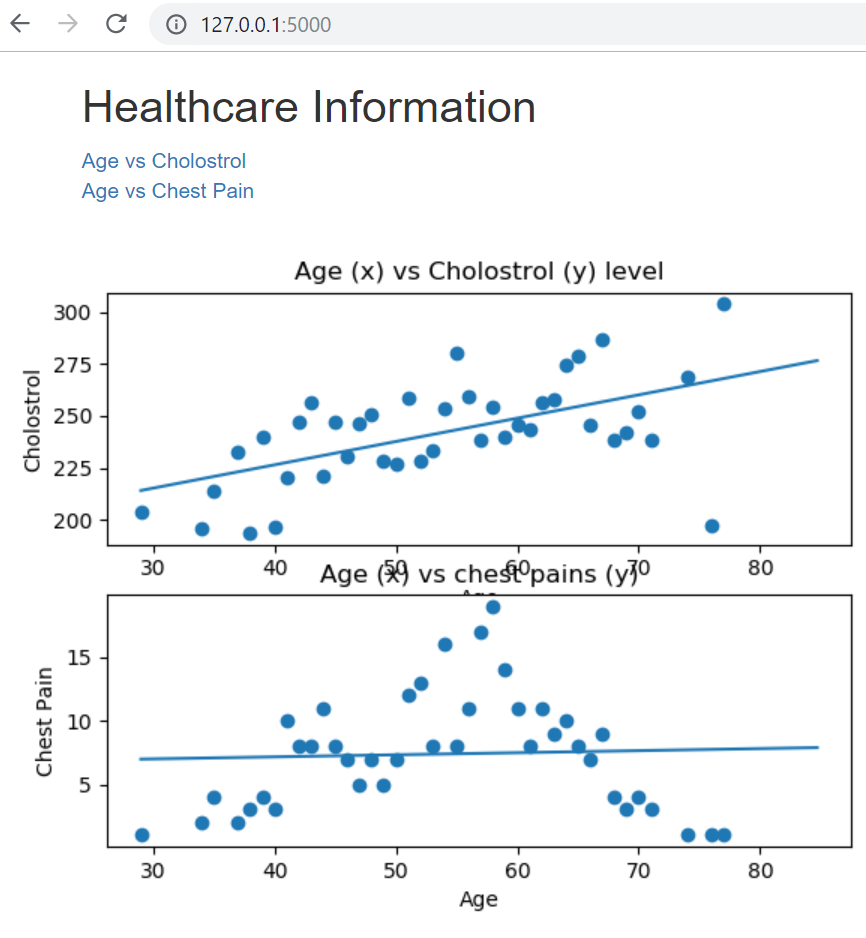 127.0.0.1:5000
Healthcare Information
Age vs Cholostrol
Age vs Chest Pain
Age (x) vs Cholostrol (y) level
300
275
250
225
200
Cholostrol
30 40 50 60 70 80
Age
Age (x) vs chest pains (y)
15
10
5
Chest Pain
30 40 50 60 70 80
Age